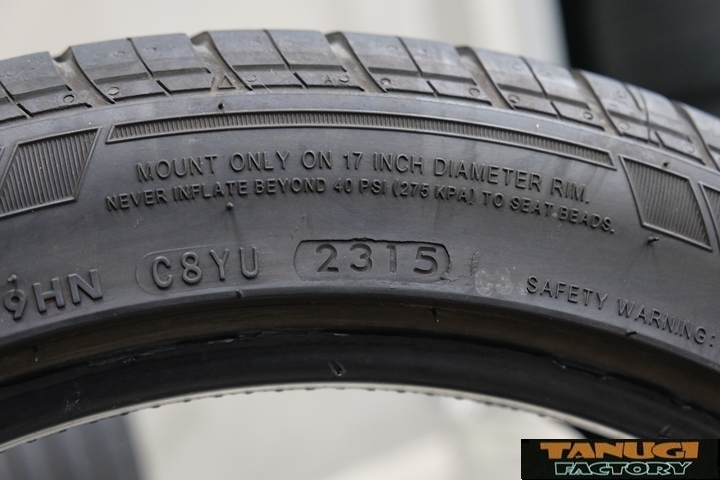 MOUNT ONLY ON 17 INCH DIAMETER RIM.
NEVER INFLATE BEYOND 40 PSI (275 KPA) TO SEAT BEADS.
9HN C8YU 2315 SAFETY WARNING:
TANUGI
FACTORY